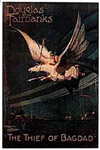 Douglas
Fairbanks
THE THIEF OF BAGDAD